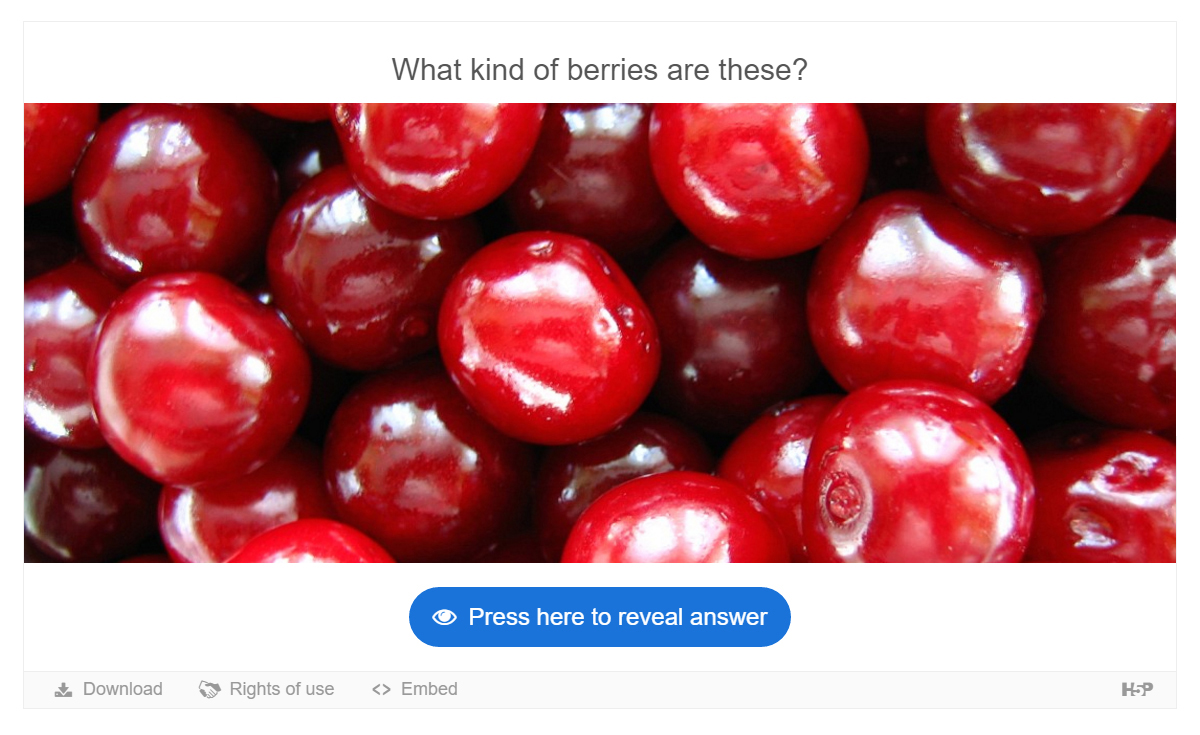 What kind of berries are these?
Press here to reveal answer
Download Rights of use <> Embed H5P